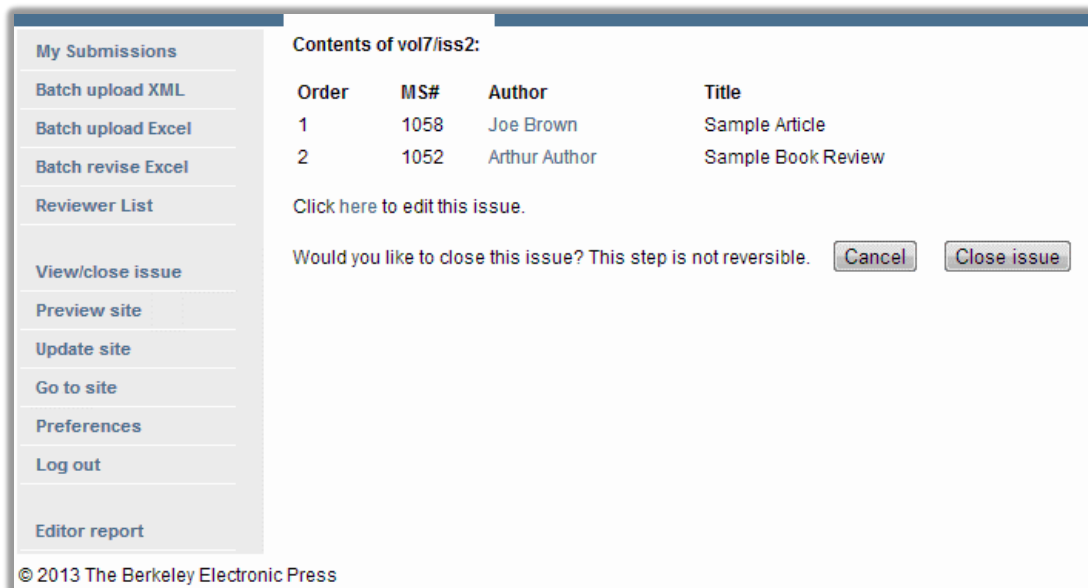 My Submissions
Batch upload XML
Batch upload Excel
Batch revise Excel
Reviewer List
View/close issue
Preview site
Update site
Go to site
Preferences
Log out
Editor report
Contents of vol7/iss2:
Order MS# Author Title
1 1058 Joe Brown Sample Article
2 1052 Arthur Author Sample Book Review
Click here to edit this issue.
Would you like to close this issue? This step is not reversible. Cancel Close issue
© 2013 The Berkeley Electronic Press